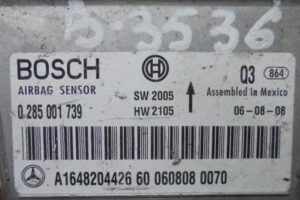 B-3536
BOSCH
AIRBAG SENSOR
0 285 001 739
SW 2005
HW 2105
Q3 864
Assembled in Mexico
06-08-08
A1648204426 60 060808 0070